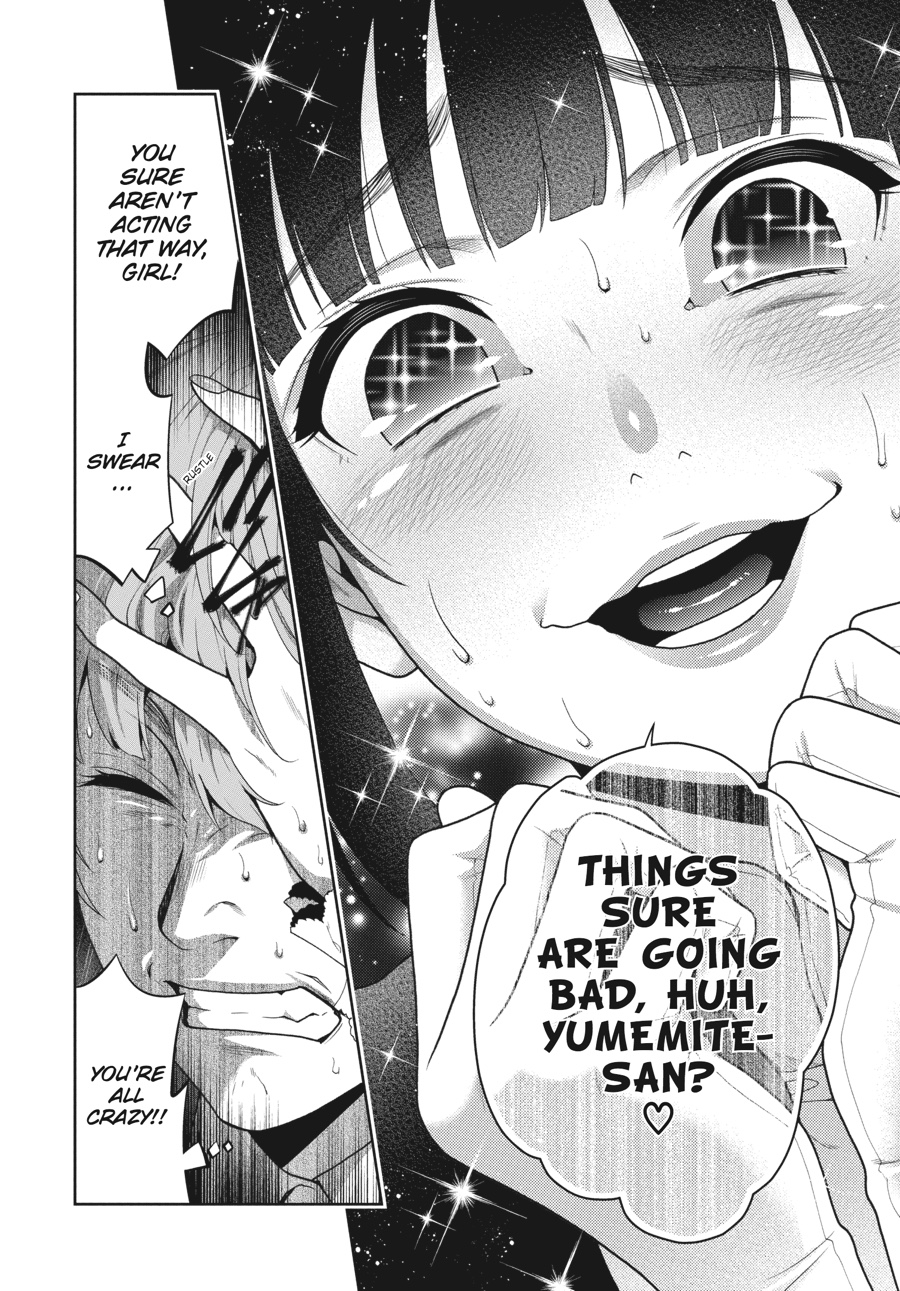 THINGS
SURE
ARE GOING
BAD, HUH,
YUMEMITE-
SAN?
♡
YOU
SURE
AREN'T
ACTING
THAT WAY,
GIRL!
I
SWEAR
...
RUSTLE
YOU'RE
ALL
CRAZY!!